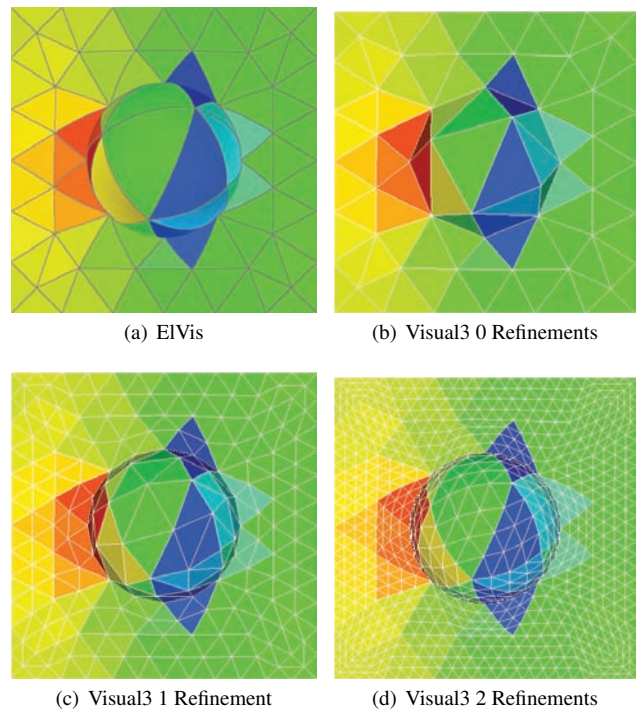 (a) ElVis
(b) Visual3 0 Refinements
(c) Visual3 1 Refinement
(d) Visual3 2 Refinements